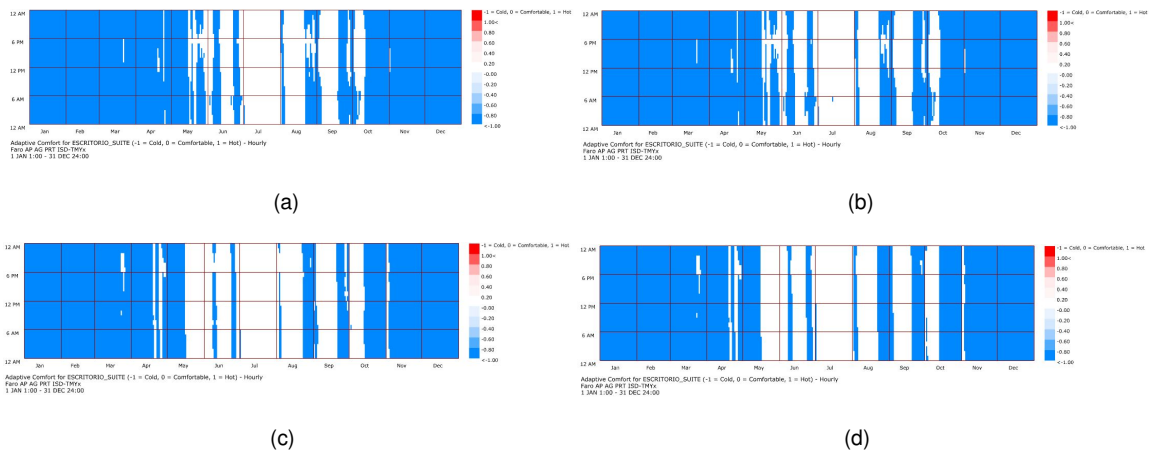 12 AM
6 PM
12 PM
6 AM
12 AM
Jan Feb Mar Apr May Jun Jul Aug Sep Oct Nov Dec
-1 = Cold, 0 = Comfortable, 1 = Hot
1.00<
0.80
0.60
0.40
0.20
-0.00
-0.20
-0.40
-0.60
-0.80
<-1.00
Adaptive Comfort for ESCRITORIO_SUITE (-1 = Cold, 0 = Comfortable, 1 = Hot) - Hourly
Faro AP AG PRT ISD-TMYx
1 JAN 1:00 - 31 DEC 24:00
(a)
12 AM
6 PM
12 PM
6 AM
12 AM
Jan Feb Mar Apr May Jun Jul Aug Sep Oct Nov Dec
-1 = Cold, 0 = Comfortable, 1 = Hot
1.00<
0.80
0.60
0.40
0.20
-0.00
-0.20
-0.40
-0.60
-0.80
<-1.00
Adaptive Comfort for ESCRITORIO_SUITE (-1 = Cold, 0 = Comfortable, 1 = Hot) - Hourly
Faro AP AG PRT ISD-TMYx
1 JAN 1:00 - 31 DEC 24:00
(b)
12 AM
6 PM
12 PM
6 AM
12 AM
Jan Feb Mar Apr May Jun Jul Aug Sep Oct Nov Dec
-1 = Cold, 0 = Comfortable, 1 = Hot
1.00<
0.80
0.60
0.40
0.20
-0.00
-0.20
-0.40
-0.60
-0.80
<-1.00
Adaptive Comfort for ESCRITORIO_SUITE (-1 = Cold, 0 = Comfortable, 1 = Hot) - Hourly
Faro AP AG PRT ISD-TMYx
1 JAN 1:00 - 31 DEC 24:00
(c)
12 AM
6 PM
12 PM
6 AM
12 AM
Jan Feb Mar Apr May Jun Jul Aug Sep Oct Nov Dec
-1 = Cold, 0 = Comfortable, 1 = Hot
1.00<
0.80
0.60
0.40
0.20
-0.00
-0.20
-0.40
-0.60
-0.80
<-1.00
Adaptive Comfort for ESCRITORIO_SUITE (-1 = Cold, 0 = Comfortable, 1 = Hot) - Hourly
Faro AP AG PRT ISD-TMYx
1 JAN 1:00 - 31 DEC 24:00
(d)